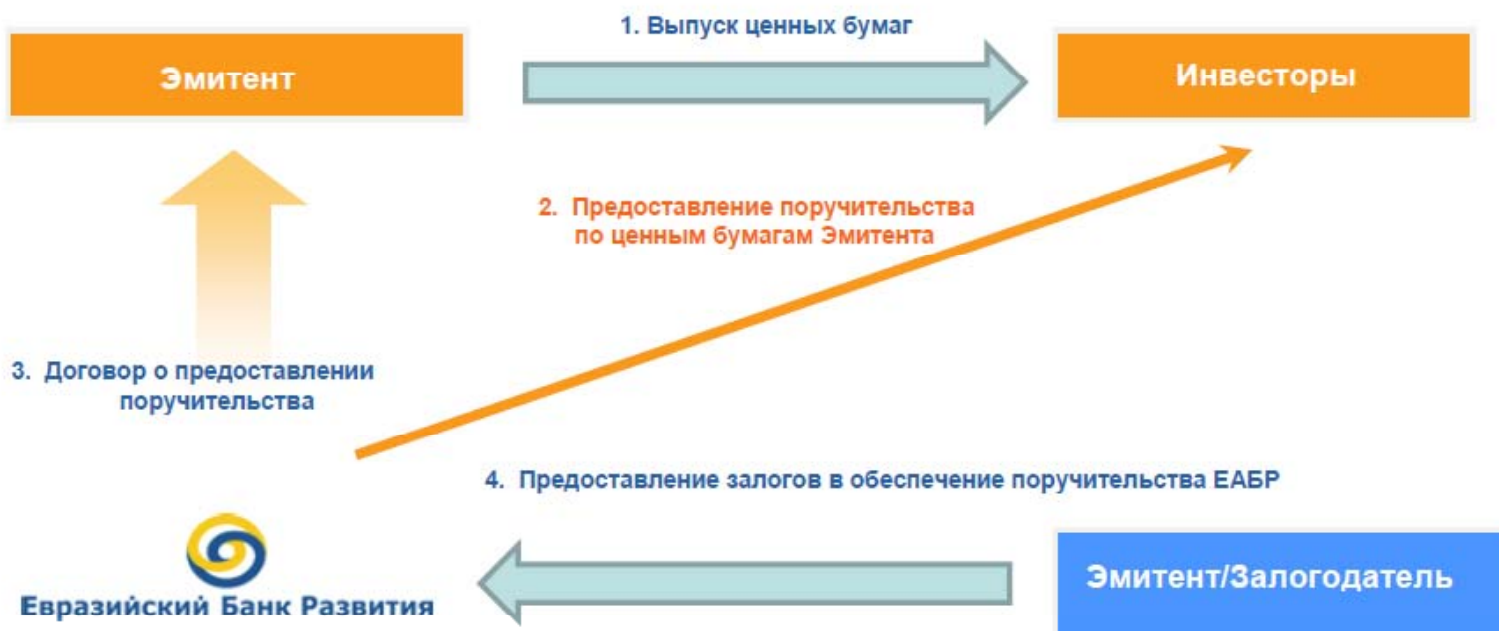 1. Выпуск ценных бумаг
Эмитент
Инвесторы
2. Предоставление поручительства
по ценным бумагам Эмитента
3. Договор о предоставлении
поручительства
4. Предоставление залогов в обеспечение поручительства ЕАБР
Эмитент/Залогодатель
Евразийский Банк Развития